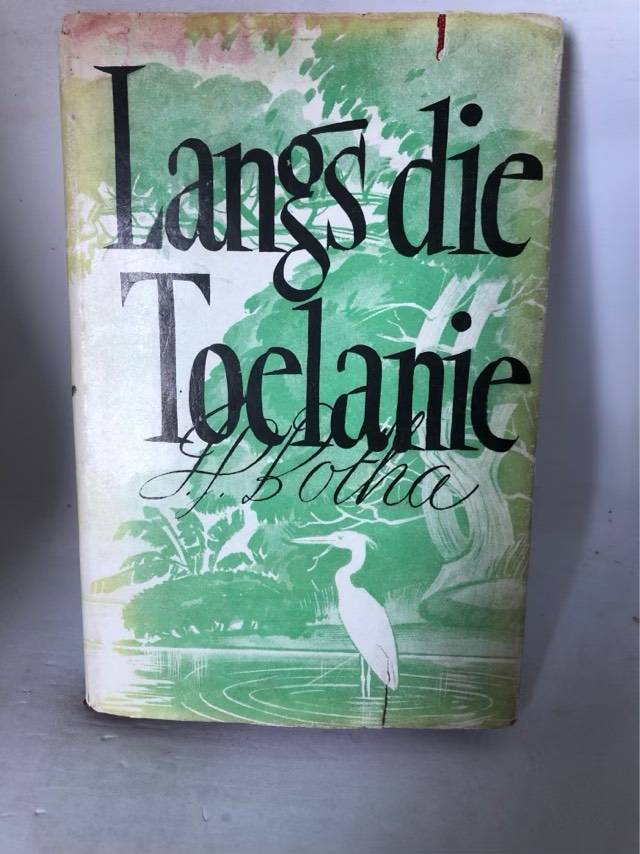 Langs die
Toelanie
P. J. Botha